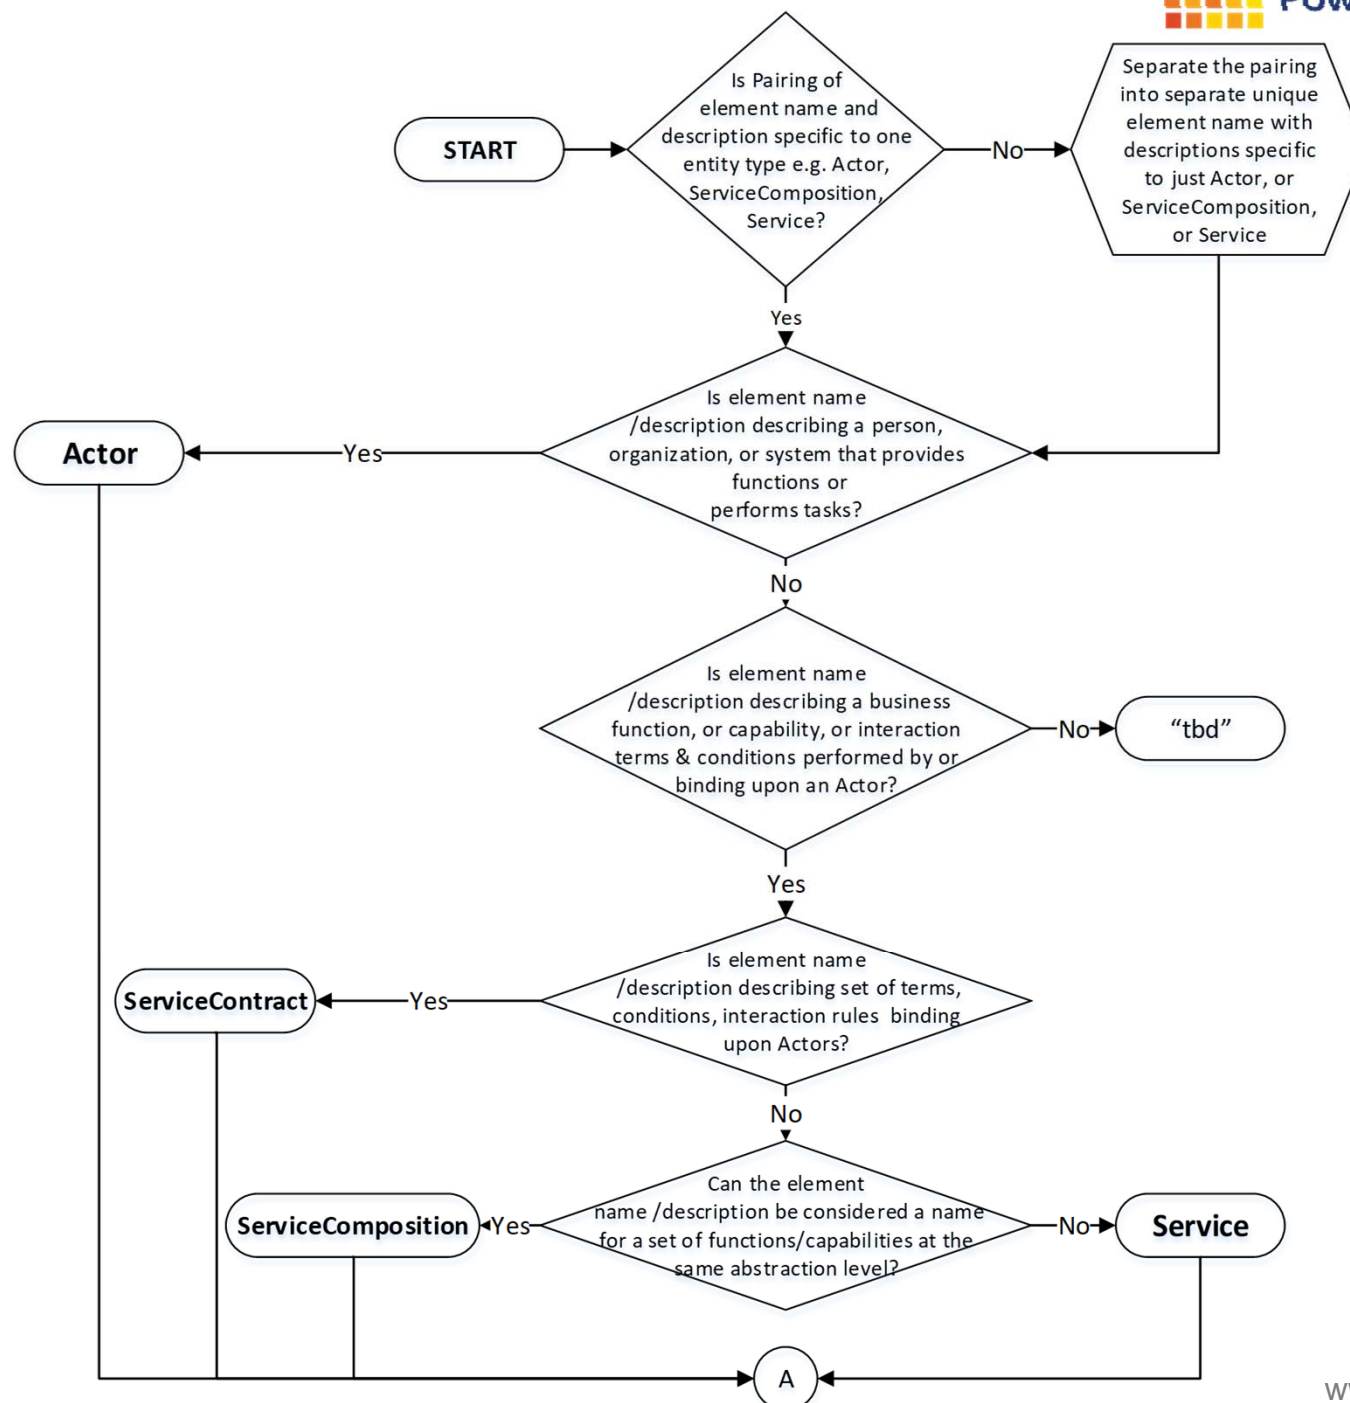 POW
Is Pairing of
element name and
description specific to one
entity type e.g. Actor,
ServiceComposition,
Service?
START
No
Separate the pairing
into separate unique
element name with
descriptions specific
to just Actor, or
ServiceComposition,
or Service
Yes
Is element name
/description describing a person,
organization, or system that provides
functions or
performs tasks?
Yes
Actor
No
Is element name
/description describing a business
function, or capability, or interaction
terms & conditions performed by or
binding upon an Actor?
No
“tbd”
Yes
Is element name
/description describing set of terms,
conditions, interaction rules binding
upon Actors?
Yes
ServiceContract
No
Can the element
name /description be considered a name
for a set of functions/capabilities at the
same abstraction level?
Yes
ServiceComposition
No
Service
A